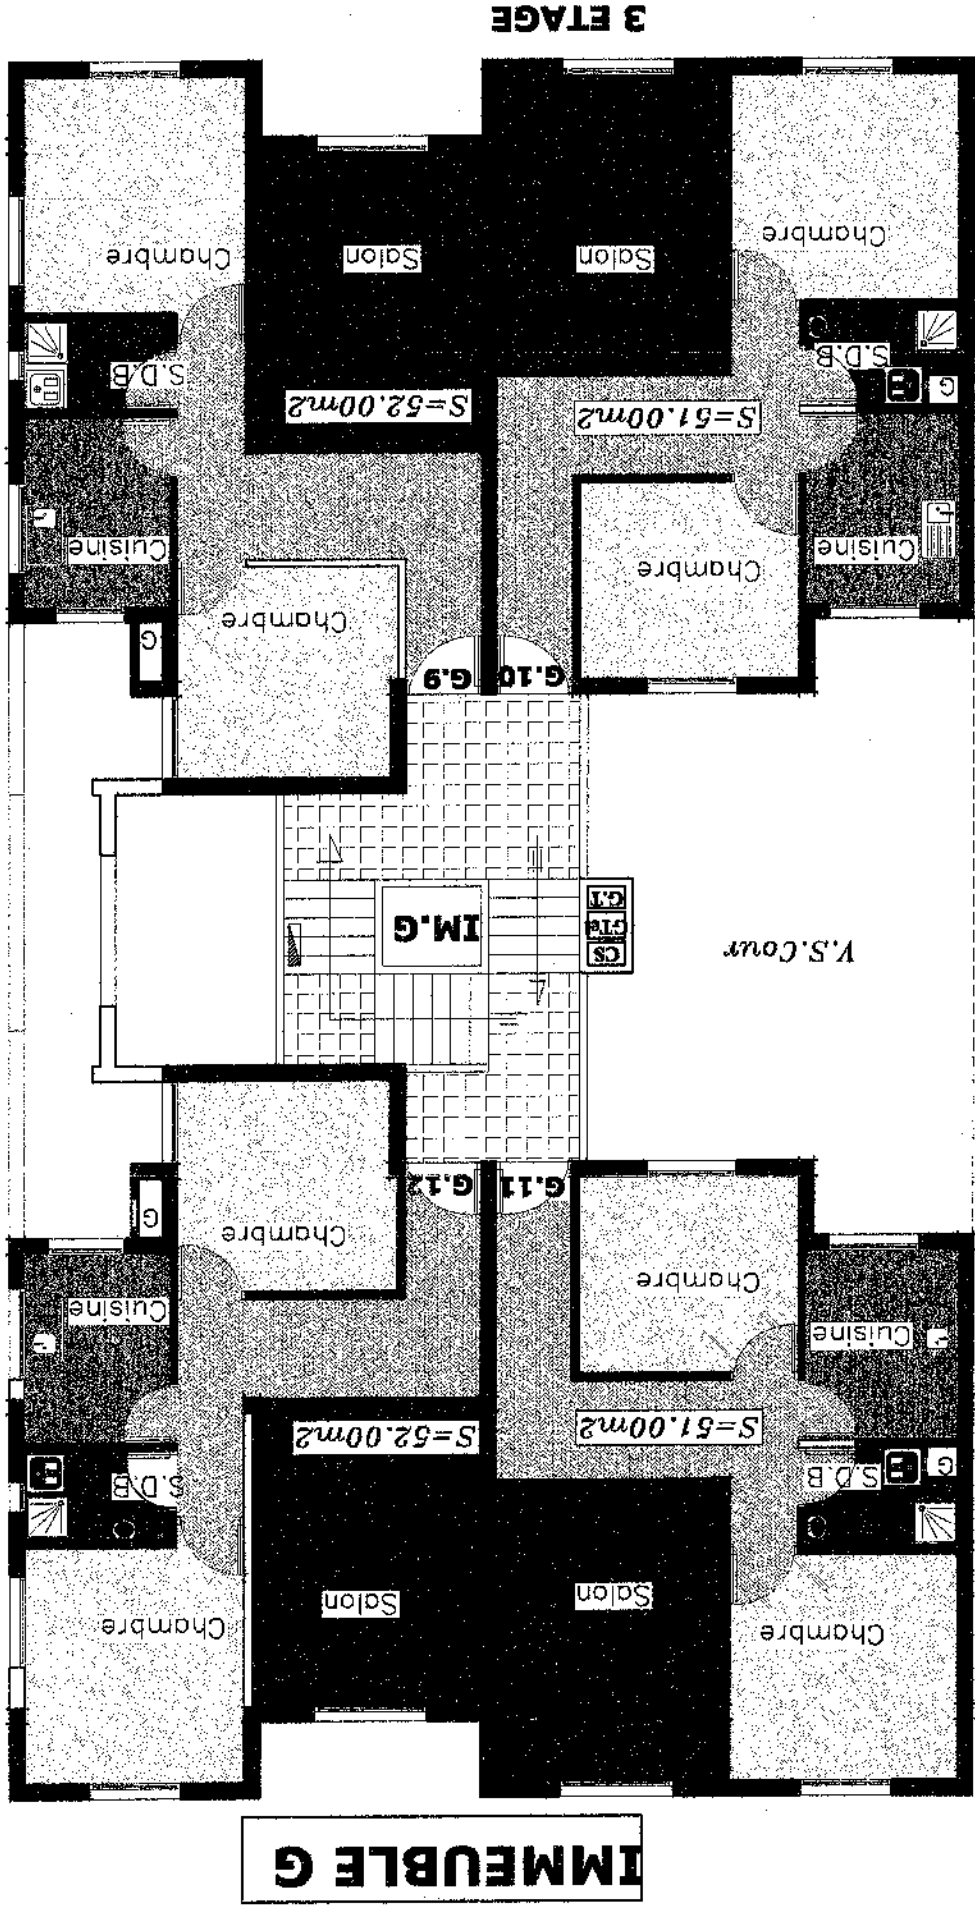 IMMEUBLE G
Chambre
Salon
Salon
Chambre
G
S.D.B
S.D.B
S=51.00m2
S=52.00m2
Cuisine
Chambre
Cuisine
Chambre
G
G.11
G.12
V.S.Cour
CS
GTel
G.T
IM.G
G.10
G.9
Chambre
Chambre
G
Cuisine
Cuisine
S=51.00m2
S=52.00m2
G
S.D.B
S.D.B
Chambre
Salon
Salon
Chambre
3 ETAGE